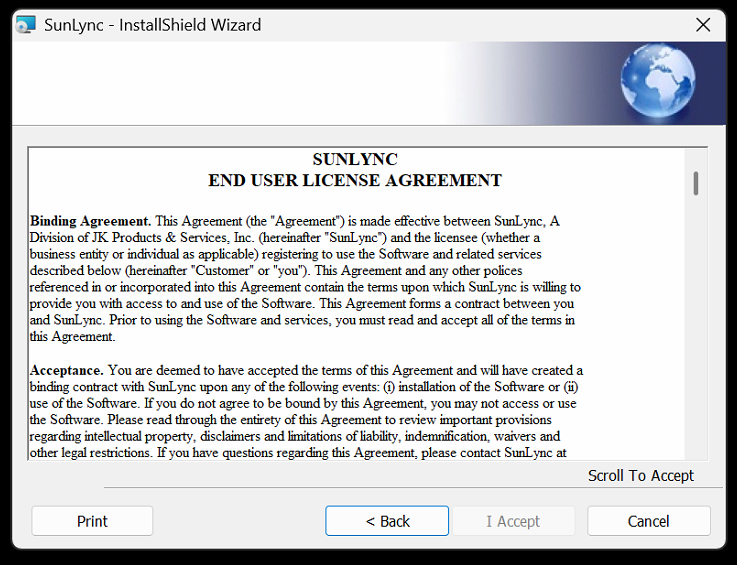 SunLync - InstallShield Wizard
SUNLYNC
END USER LICENSE AGREEMENT
Binding Agreement. This Agreement (the "Agreement") is made effective between SunLync, A
Division of JK Products & Services, Inc. (hereinafter "SunLync") and the licensee (whether a
business entity or individual as applicable) registering to use the Software and related services
described below (hereinafter "Customer" or "you"). This Agreement and any other polices
referenced in or incorporated into this Agreement contain the terms upon which SunLync is willing to
provide you with access to and use of the Software. This Agreement forms a contract between you
and SunLync. Prior to using the Software and services, you must read and accept all of the terms in
this Agreement.
Acceptance. You are deemed to have accepted the terms of this Agreement and will have created a
binding contract with SunLync upon any of the following events: (i) installation of the Software or (ii)
use of the Software. If you do not agree to be bound by this Agreement, you may not access or use
the Software. Please read through the entirety of this Agreement to review important provisions
regarding intellectual property, disclaimers and limitations of liability, indemnification, waivers and
other legal restrictions. If you have questions regarding this Agreement, please contact SunLync at
Scroll To Accept
Print
< Back
I Accept
Cancel